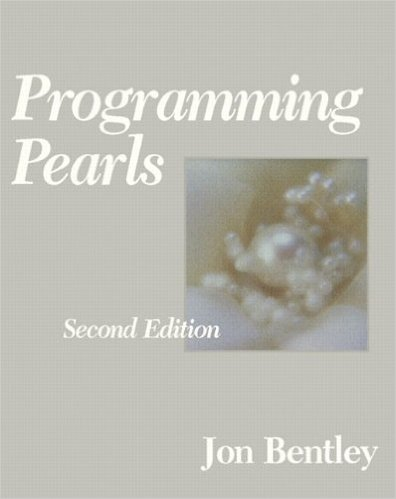 Programming
Pearls
Second Edition
Jon Bentley